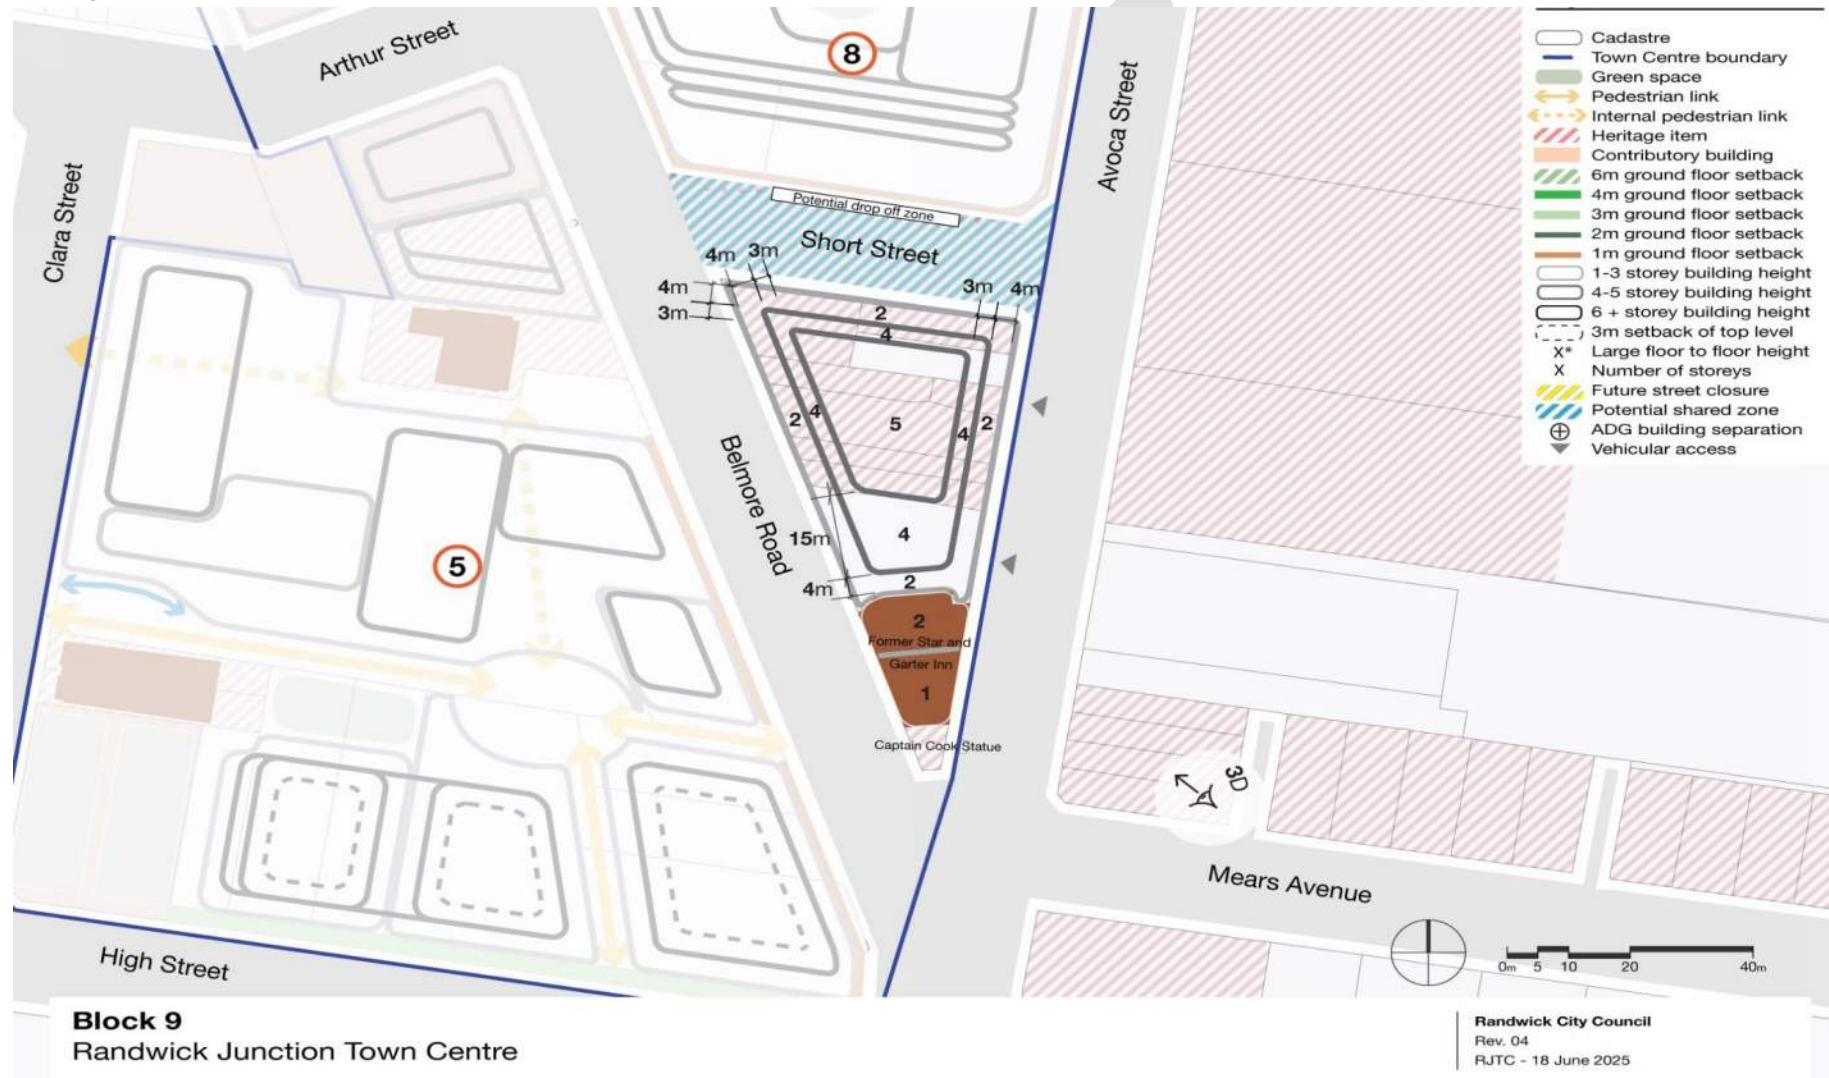 Arthur Street
8
Avoca Street
Clara Street
Potential drop off zone
Short Street
4m
3m
4m
3m
3m
4m
2
4
2
4
5
4
2
Belmore Road
15m
4
4m
2
2
Former Star and
Garter Inn
1
Captain Cook Statue
5
3D
Mears Avenue
High Street
0m 5 10 20 40m
Cadastre
Town Centre boundary
Green space
Pedestrian link
Internal pedestrian link
Heritage item
Contributory building
6m ground floor setback
4m ground floor setback
3m ground floor setback
2m ground floor setback
1m ground floor setback
1-3 storey building height
4-5 storey building height
6 + storey building height
3m setback of top level
X* Large floor to floor height
X Number of storeys
Future street closure
Potential shared zone
ADG building separation
Vehicular access
Block 9
Randwick Junction Town Centre
Randwick City Council
Rev. 04
RJTC - 18 June 2025